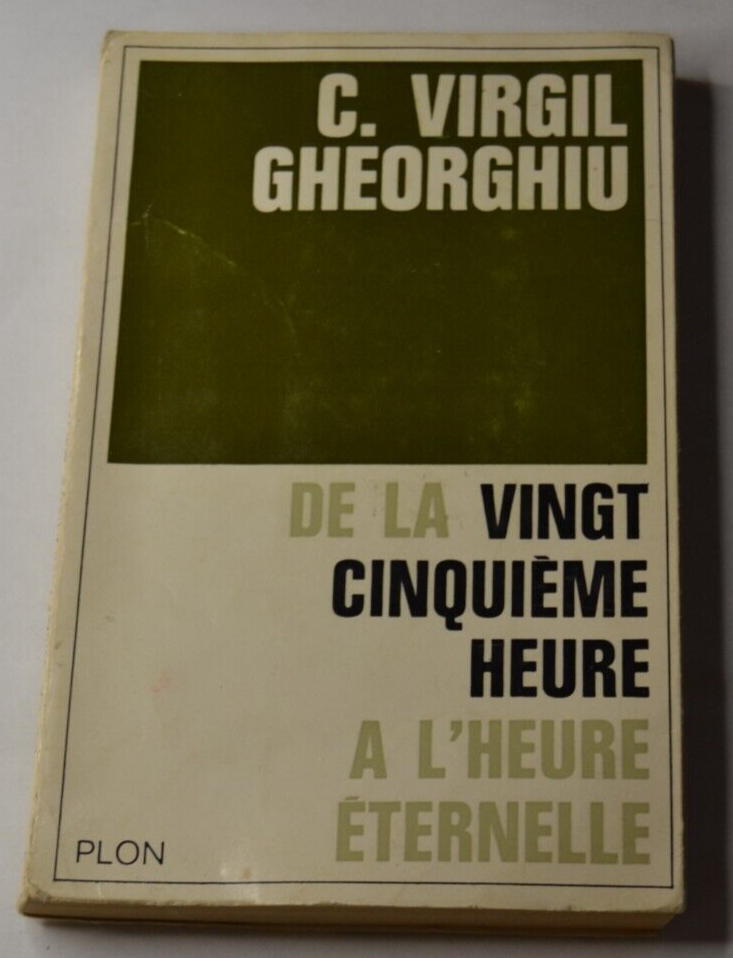 C. VIRGIL
GHEORGHIU
DE LA VINGT
CINQUIÈME
HEURE
A L'HEURE
ÉTERNELLE
PLON